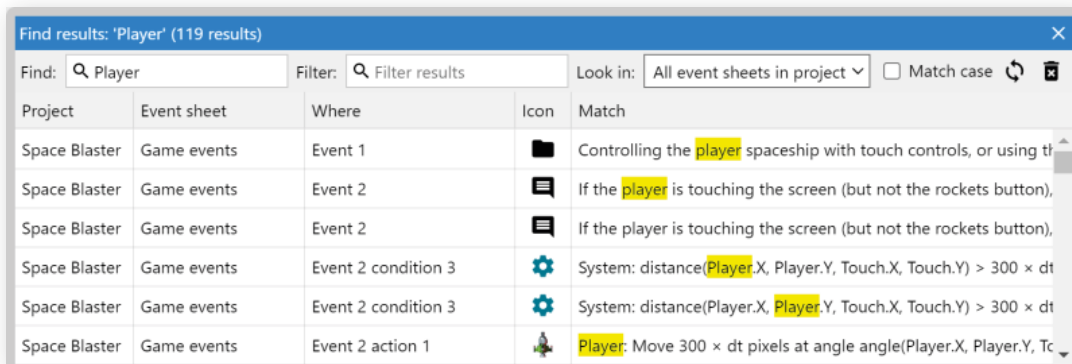 Find results: 'Player' (119 results)
Find: Player Filter: Filter results Look in: All event sheets in project Match case
Project Event sheet Where Icon Match
Space Blaster Game events Event 1 Controlling the player spaceship with touch controls, or using th
Space Blaster Game events Event 2 If the player is touching the screen (but not the rockets button),
Space Blaster Game events Event 2 If the player is touching the screen (but not the rockets button),
Space Blaster Game events Event 2 condition 3 System: distance(Player.X, Player.Y, Touch.X, Touch.Y) > 300 × dt
Space Blaster Game events Event 2 condition 3 System: distance(Player.X, Player.Y, Touch.X, Touch.Y) > 300 × dt
Space Blaster Game events Event 2 action 1 Player: Move 300 × dt pixels at angle angle(Player.X, Player.Y, To